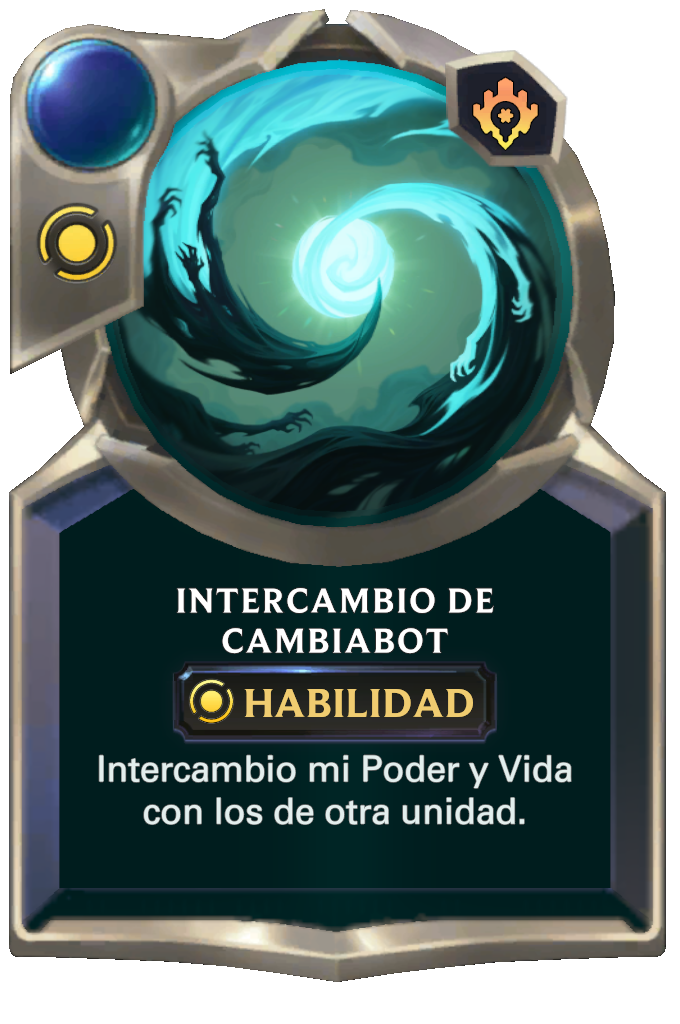 INTERCAMBIO DE
CAMBIABOT
HABILIDAD
Intercambio mi Poder y Vida
con los de otra unidad.